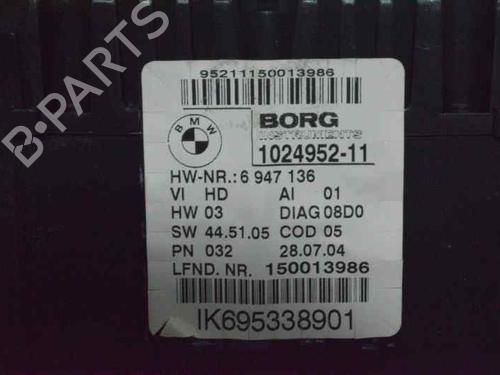 95211150013986
BMW
BORG
INSTRUMENTS
1024952-11
HW-NR.: 6 947 136
VI HD AI 01
HW 03 DIAG 08D0
SW 44.51.05 COD 05
PN 032 28.07.04
LFND. NR. 150013986
IK695338901
B-PARTS